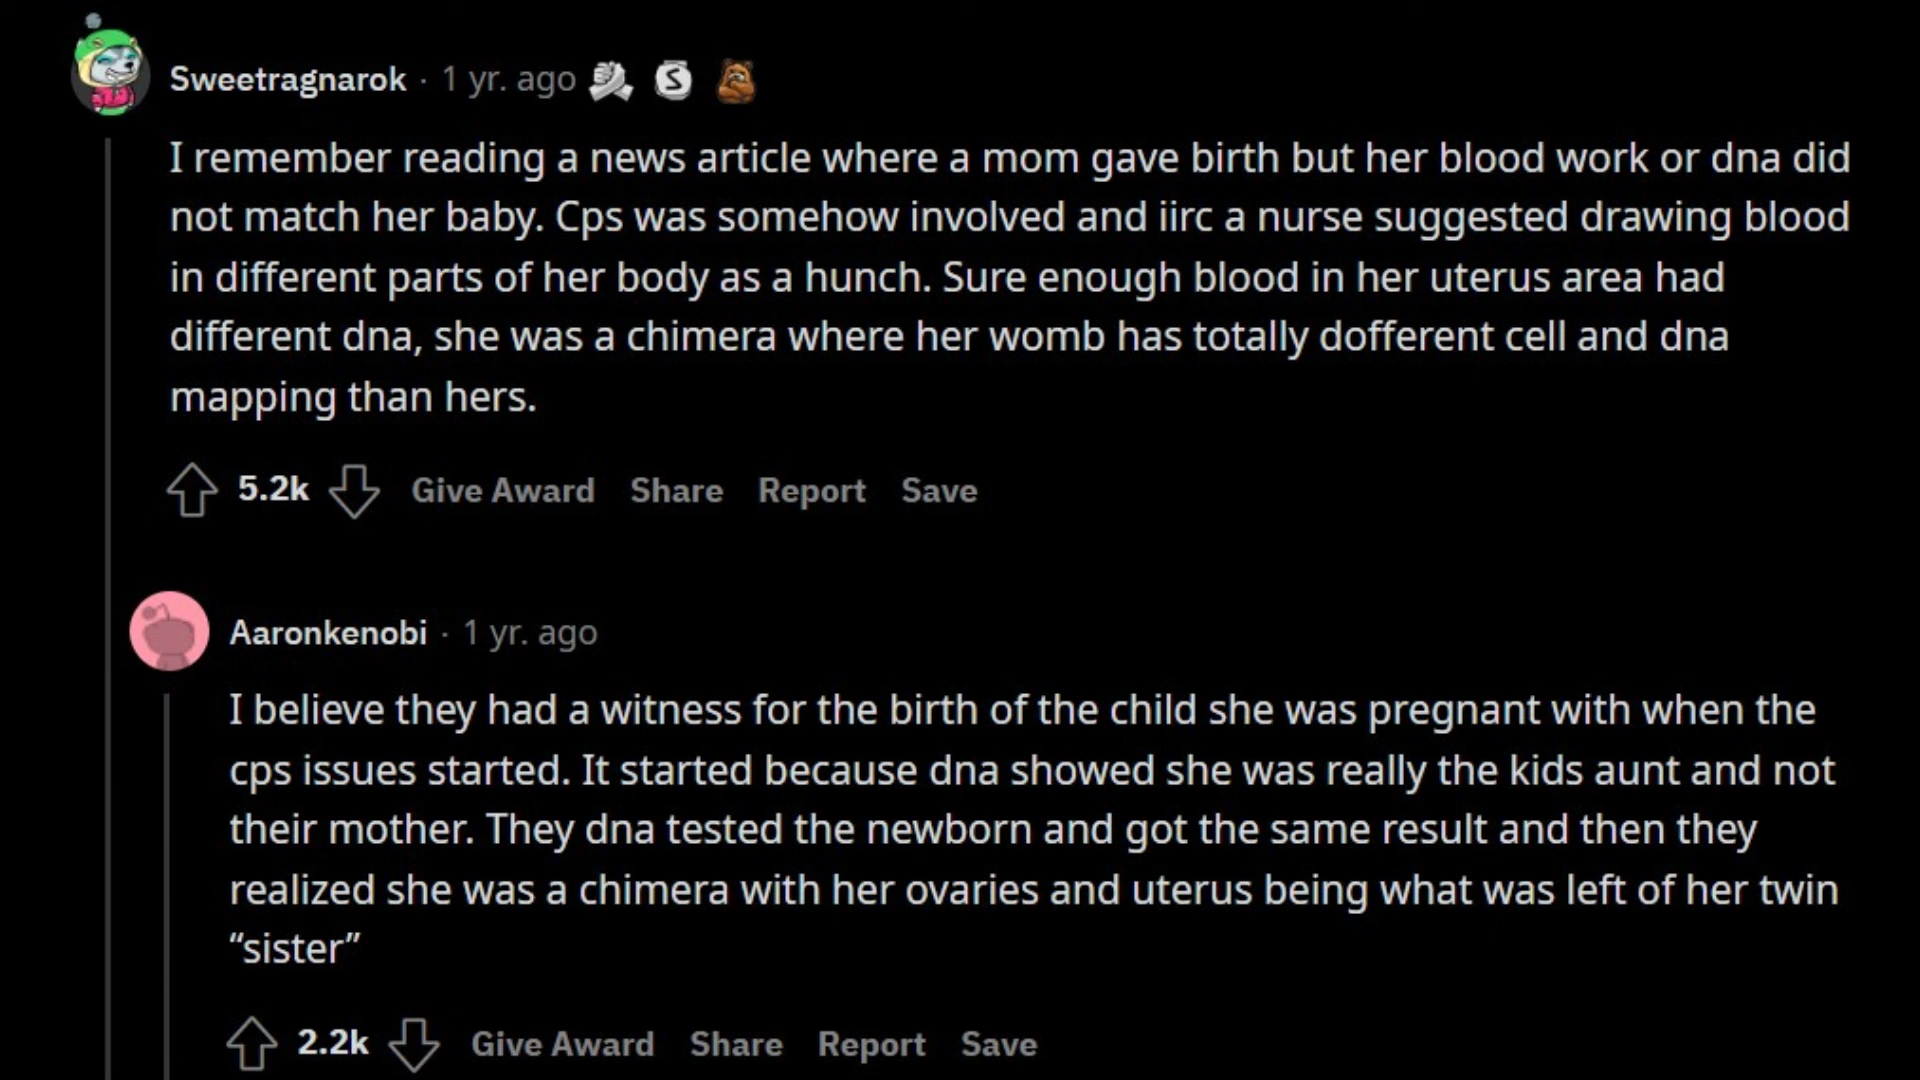 Sweetragnarok · 1 yr. ago
I remember reading a news article where a mom gave birth but her blood work or dna did
not match her baby. Cps was somehow involved and iirc a nurse suggested drawing blood
in different parts of her body as a hunch. Sure enough blood in her uterus area had
different dna, she was a chimera where her womb has totally dofferent cell and dna
mapping than hers.
5.2k Give Award Share Report Save
Aaronkenobi · 1 yr. ago
I believe they had a witness for the birth of the child she was pregnant with when the
cps issues started. It started because dna showed she was really the kids aunt and not
their mother. They dna tested the newborn and got the same result and then they
realized she was a chimera with her ovaries and uterus being what was left of her twin
“sister”
2.2k Give Award Share Report Save